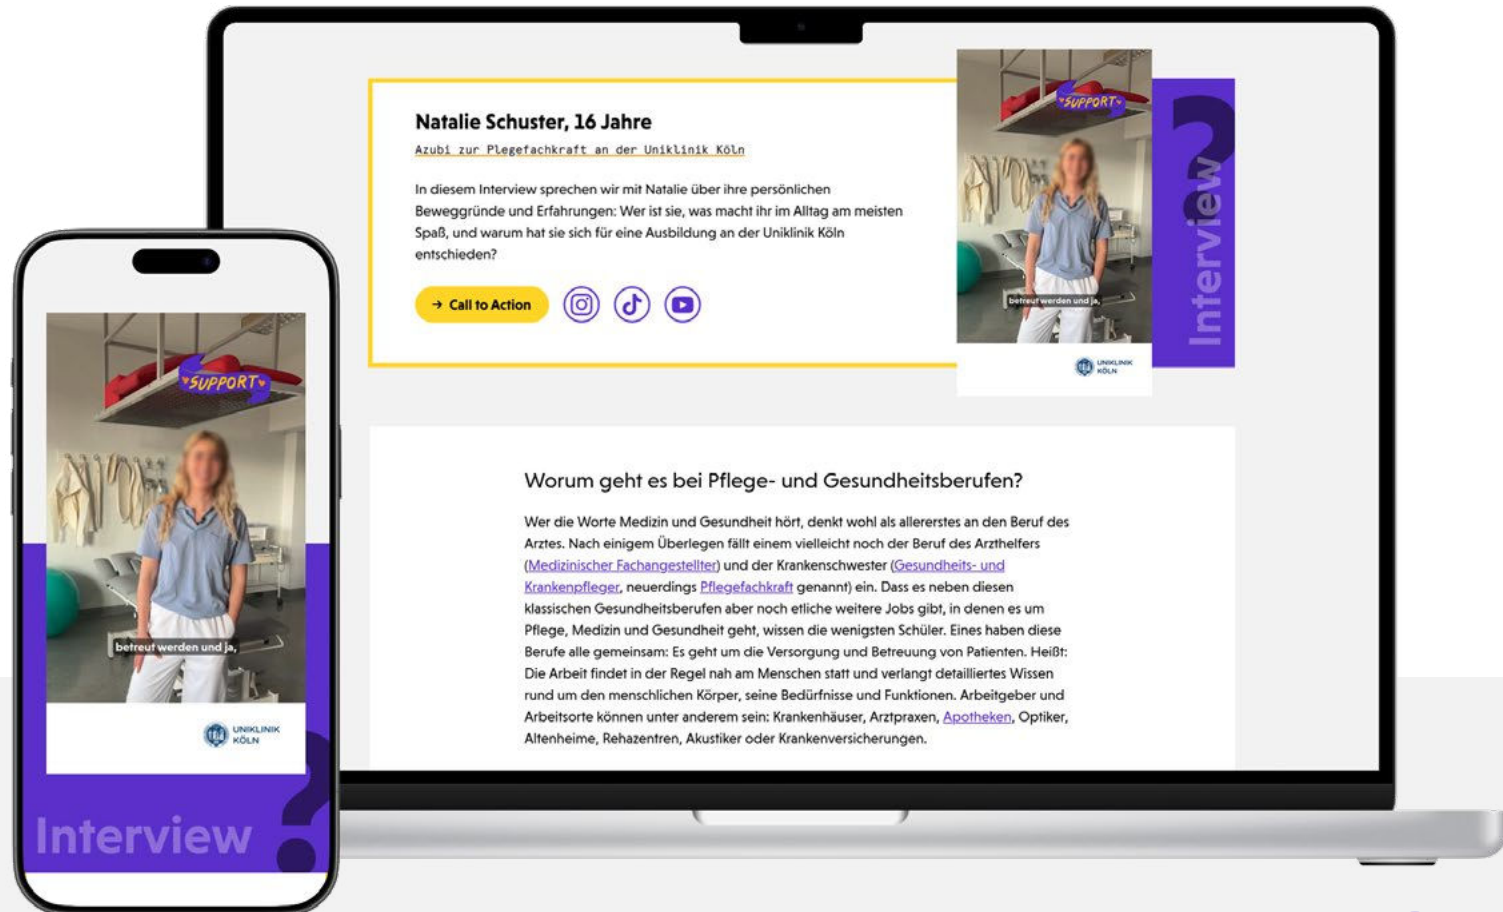 Natalie Schuster, 16 Jahre
Azubi zur Plegefachkraft an der Uniklinik Köln
In diesem Interview sprechen wir mit Natalie über ihre persönlichen
Beweggründe und Erfahrungen: Wer ist sie, was macht ihr im Alltag am meisten
Spaß, und warum hat sie sich für eine Ausbildung an der Uniklinik Köln
entschieden?
→ Call to Action
SUPPORT
betreut werden und ja,
UNIKLINIK
KÖLN
Interview
?
Worum geht es bei Pflege- und Gesundheitsberufen?
Wer die Worte Medizin und Gesundheit hört, denkt wohl als allererstes an den Beruf des
Arztes. Nach einigem Überlegen fällt einem vielleicht noch der Beruf des Arzthelfers
(Medizinischer Fachangestellter) und der Krankenschwester (Gesundheits- und
Krankenpfleger, neuerdings Pflegefachkraft genannt) ein. Dass es neben diesen
klassischen Gesundheitsberufen aber noch etliche weitere Jobs gibt, in denen es um
Pflege, Medizin und Gesundheit geht, wissen die wenigsten Schüler. Eines haben diese
Berufe alle gemeinsam: Es geht um die Versorgung und Betreuung von Patienten. Heißt:
Die Arbeit findet in der Regel nah am Menschen statt und verlangt detailliertes Wissen
rund um den menschlichen Körper, seine Bedürfnisse und Funktionen. Arbeitgeber und
Arbeitsorte können unter anderem sein: Krankenhäuser, Arztpraxen, Apotheken, Optiker,
Altenheime, Rehazentren, Akustiker oder Krankenversicherungen.
SUPPORT
betreut werden und ja,
UNIKLINIK
KÖLN
Interview
?